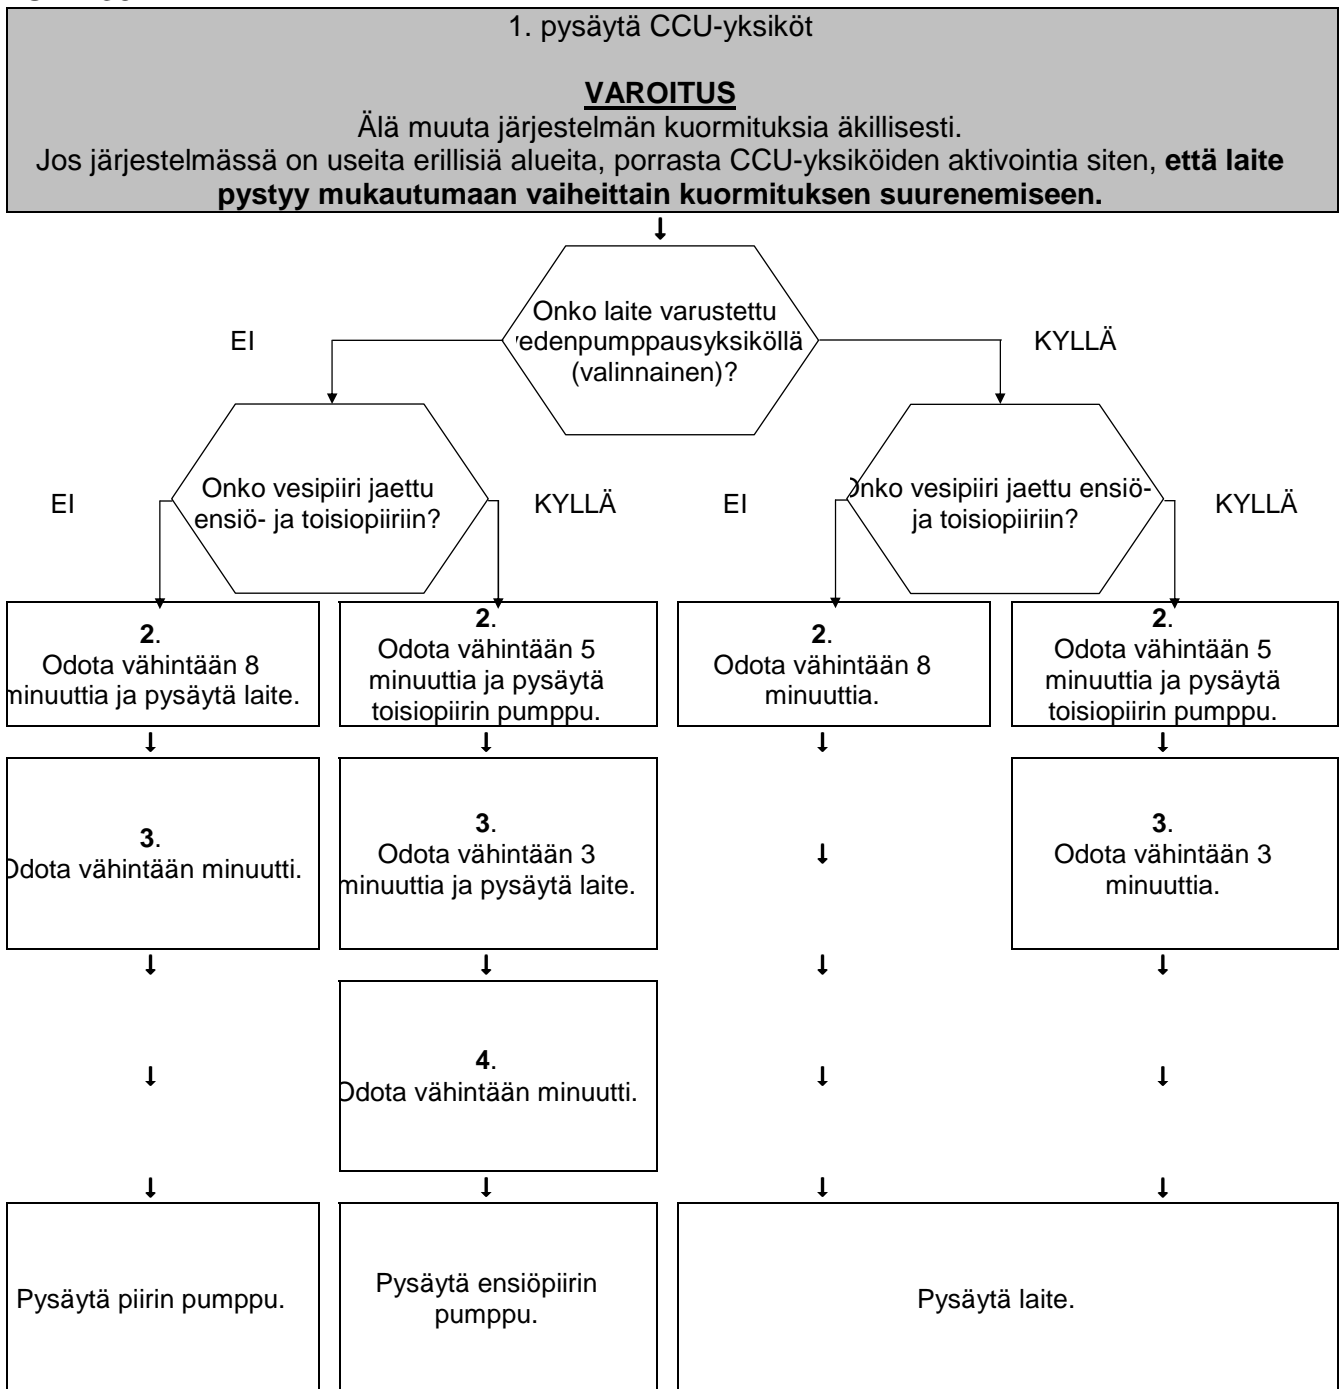 1. pysäytä CCU-yksiköt
VAROITUS
Älä muuta järjestelmän kuormituksia äkillisesti.
Jos järjestelmässä on useita erillisiä alueita, porrasta CCU-yksiköiden aktivointia siten, että laite
pystyy mukautumaan vaiheittain kuormituksen suurenemiseen.
Onko laite varustettu
vedenpumppausyksiköllä
(valinnainen)?
EI
KYLLÄ
Onko vesipiiri jaettu
ensiö- ja toisiopiiriin?
EI
KYLLÄ
Onko vesipiiri jaettu ensiö-
ja toisiopiiriin?
EI
KYLLÄ
2.
Odota vähintään 8
minuuttia ja pysäytä laite.
2.
Odota vähintään 5
minuuttia ja pysäytä
toisiopiirin pumppu.
2.
Odota vähintään 8
minuuttia.
2.
Odota vähintään 5
minuuttia ja pysäytä
toisiopiirin pumppu.
3.
Odota vähintään minuutti.
3.
Odota vähintään 3
minuuttia ja pysäytä laite.
3.
Odota vähintään 3
minuuttia.
4.
Odota vähintään minuutti.
Pysäytä piirin pumppu.
Pysäytä ensiöpiirin
pumppu.
Pysäytä laite.